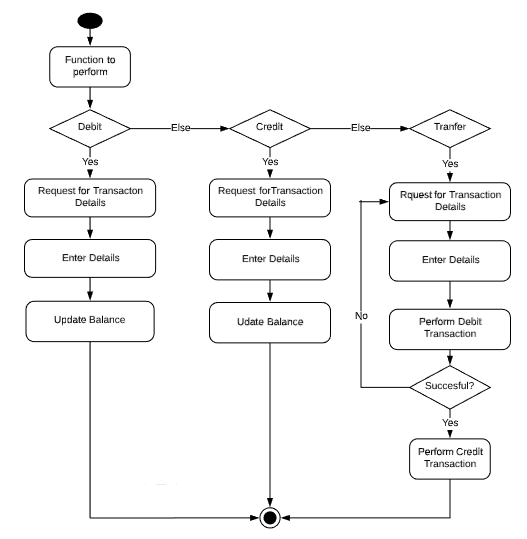 Function to
perform
Debit
Else
Credit
Else
Tranfer
Yes
Yes
Yes
Request for Transacton
Details
Request forTransaction
Details
Rquest for Transaction
Details
Enter Details
Enter Details
Enter Details
Update Balance
Udate Balance
Perform Debit
Transaction
No
Succesful?
Yes
Perform Credit
Transaction